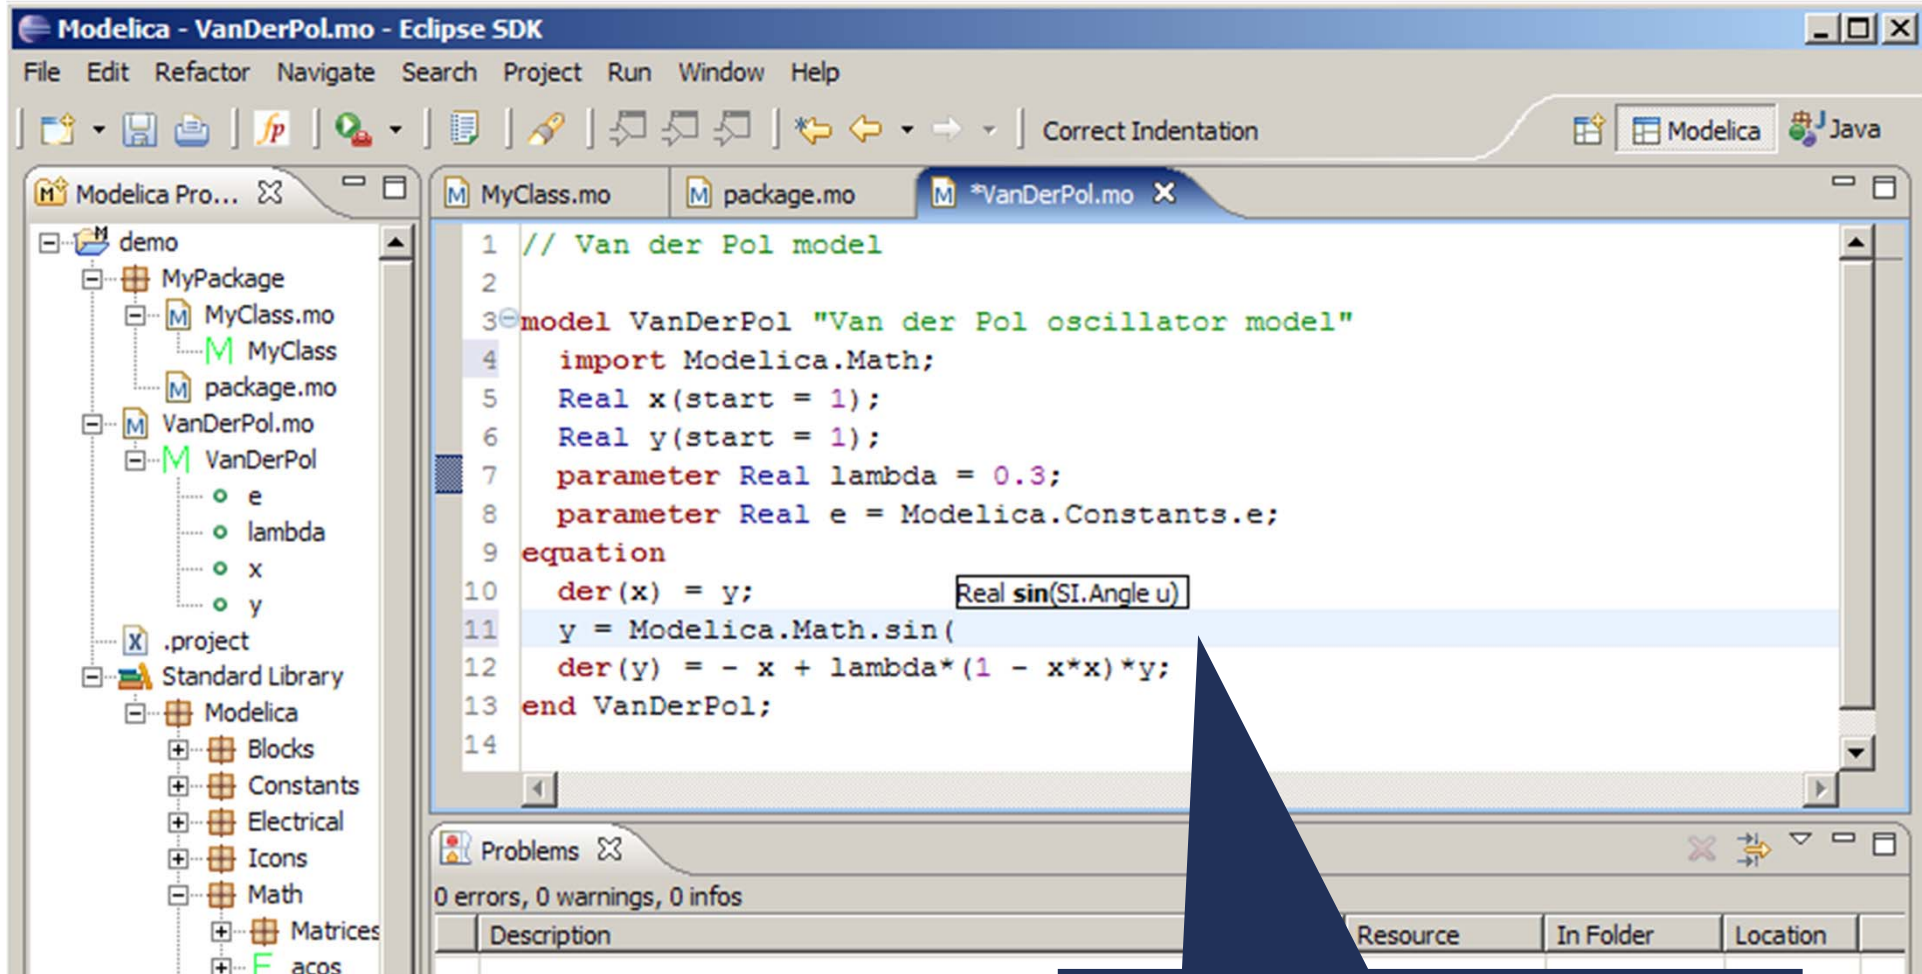 Modelica - VanDerPol.mo - Eclipse SDK
File Edit Refactor Navigate Search Project Run Window Help
fp Correct Indentation Modelica Java
Modelica Pro...
demo
MyPackage
MyClass.mo
MyClass
package.mo
VanDerPol.mo
VanDerPol
e
lambda
x
y
.project
Standard Library
Modelica
Blocks
Constants
Electrical
Icons
Math
Matrices
acos
MyClass.mo package.mo *VanDerPol.mo
1 // Van der Pol model
2
3 model VanDerPol "Van der Pol oscillator model"
4 import Modelica.Math;
5 Real x(start = 1);
6 Real y(start = 1);
7 parameter Real lambda = 0.3;
8 parameter Real e = Modelica.Constants.e;
9 equation
10 der(x) = y;
Real sin(SI.Angle u)
11 y = Modelica.Math.sin(
12 der(y) = - x + lambda*(1 - x*x)*y;
13 end VanDerPol;
14
Problems
0 errors, 0 warnings, 0 infos
Description Resource In Folder Location